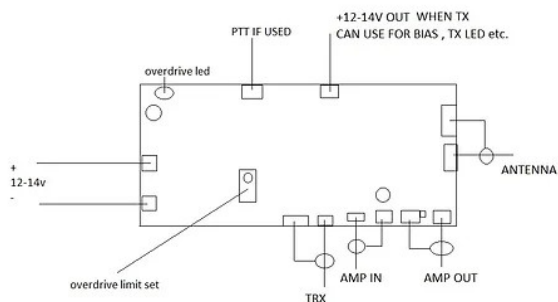 +12-14V OUT WHEN TX
PTT IF USED
CAN USE FOR BIAS , TX LED etc.
overdrive led
+
12-14v
-
ANTENNA
overdrive limit set
AMP IN
AMP OUT
TRX